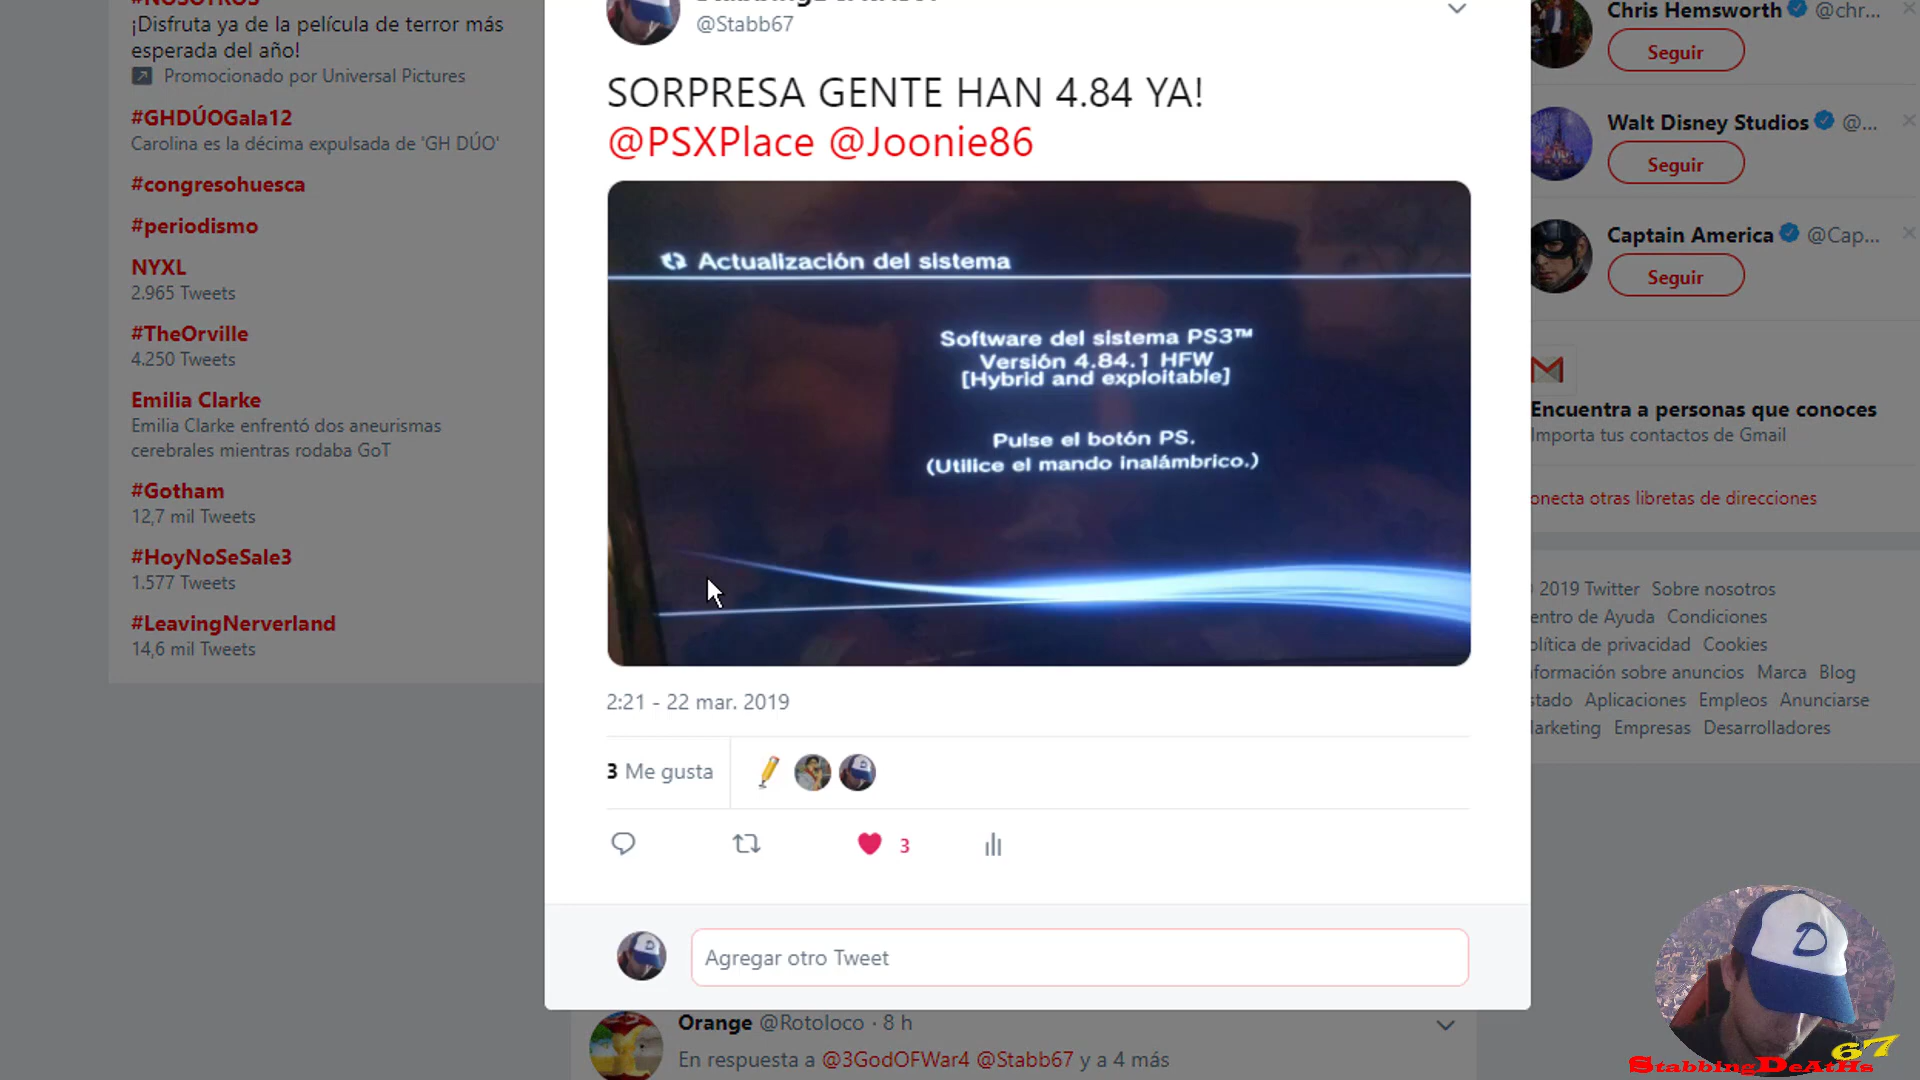 ¡Disfruta ya de la película de terror más
esperada del año!
Promocionado por Universal Pictures
#GHDÚOGala12
Carolina es la décima expulsada de 'GH DÚO'
#congresohuesca
#periodismo
NYXL
2.965 Tweets
#TheOrville
4.250 Tweets
Emilia Clarke
Emilia Clarke enfrentó dos aneurismas
cerebrales mientras rodaba GoT
#Gotham
12,7 mil Tweets
#HoyNoSeSale3
1.577 Tweets
#LeavingNerverland
14,6 mil Tweets
@Stabb67
SORPRESA GENTE HAN 4.84 YA!
@PSXPlace @Joonie86
Actualización del sistema
Software del sistema PS3™
Versión 4.84.1 HFW
[Hybrid and exploitable]
Pulse el botón PS.
(Utilice el mando inalámbrico.)
2:21 - 22 mar. 2019
3 Me gusta
3
Agregar otro Tweet
Orange @Rotoloco · 8 h
En respuesta a @3GodOFWar4 @Stabb67 y a 4 más
Chris Hemsworth @chr...
Seguir
Walt Disney Studios @...
Seguir
Captain America @Cap...
Seguir
Encuentra a personas que conoces
Importa tus contactos de Gmail
onecta otras libretas de direcciones
2019 Twitter Sobre nosotros
entro de Ayuda Condiciones
olítica de privacidad Cookies
nformación sobre anuncios Marca Blog
stado Aplicaciones Empleos Anunciarse
arketing Empresas Desarrolladores
D
StabbingDeAtHs 67